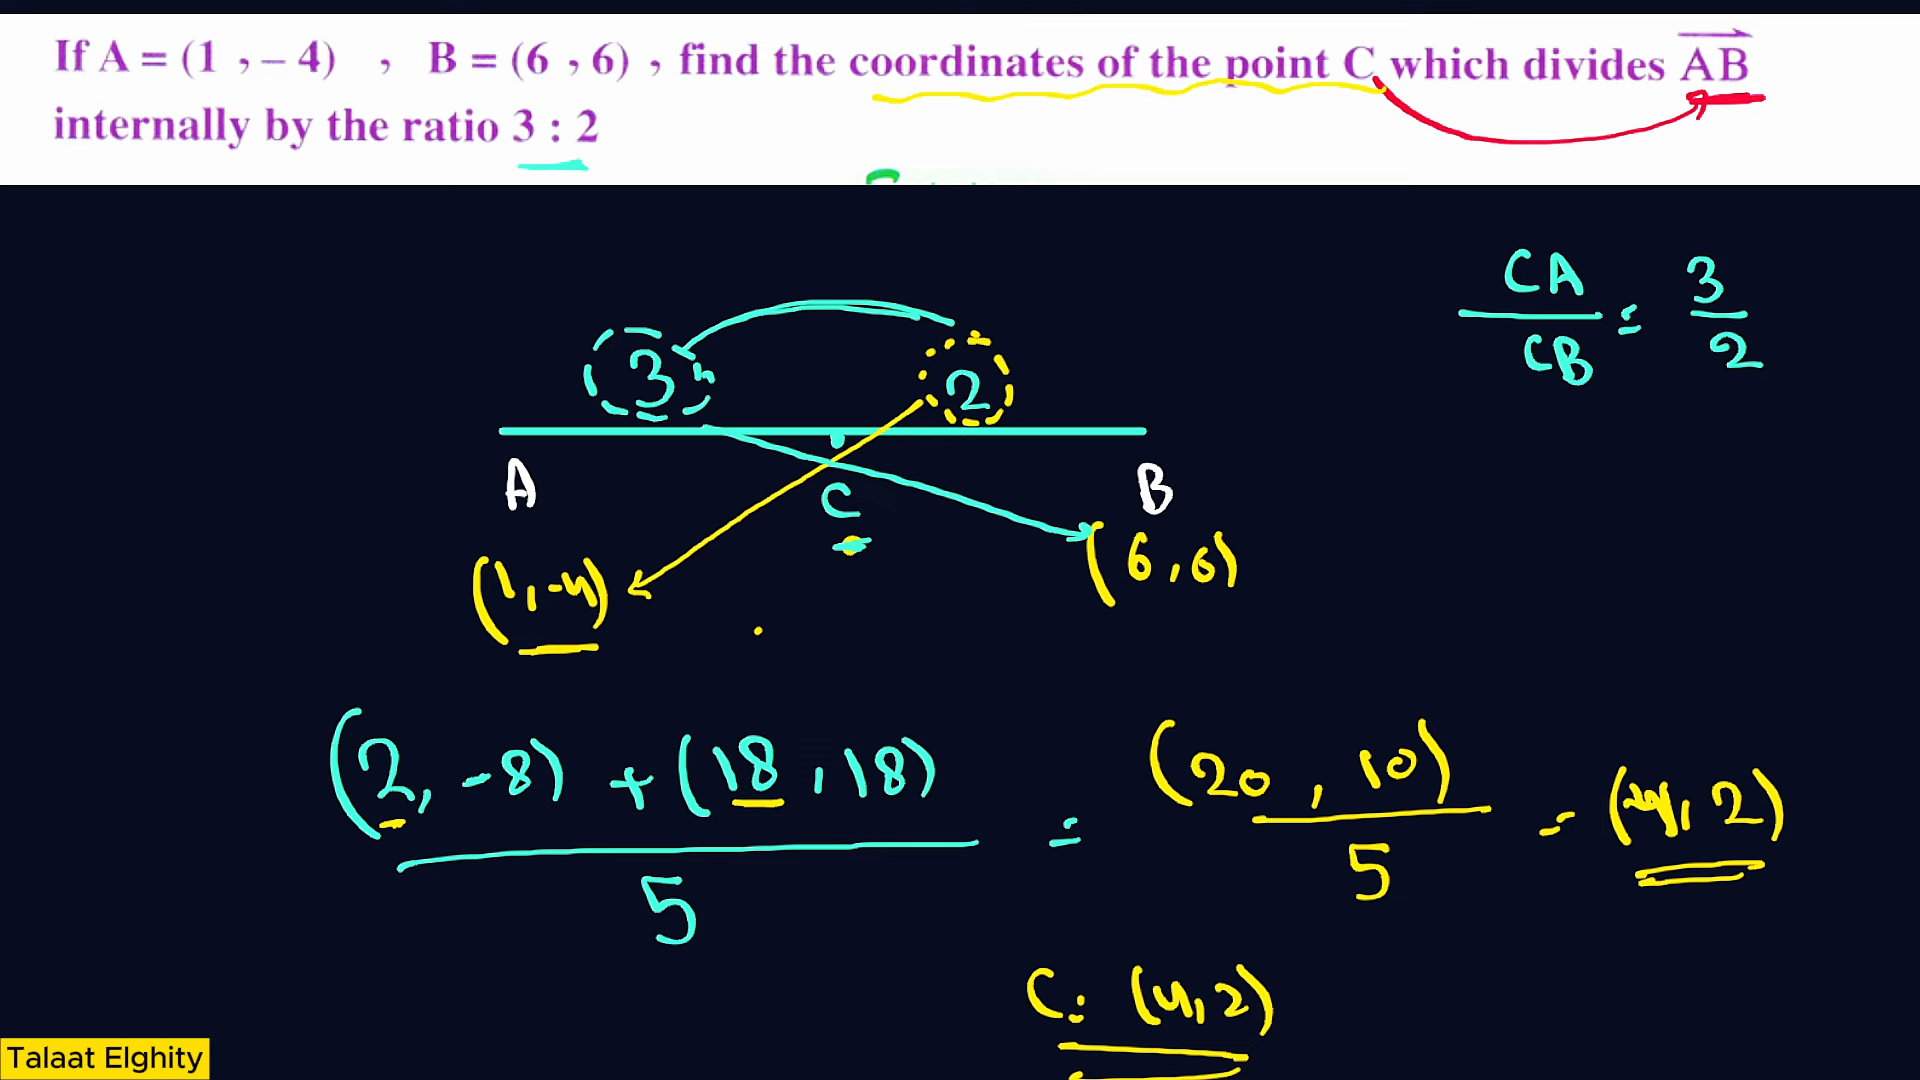 If A = (1 , – 4) , B = (6 , 6) , find the coordinates of the point C which divides AB
internally by the ratio 3 : 2
CA / CB = 3 / 2
3 2
A C B
(1, -4) (6, 6)
(2, -8) + (18, 18) / 5 = (20, 10) / 5 = (4, 2)
C: (4, 2)
Talaat Elghity